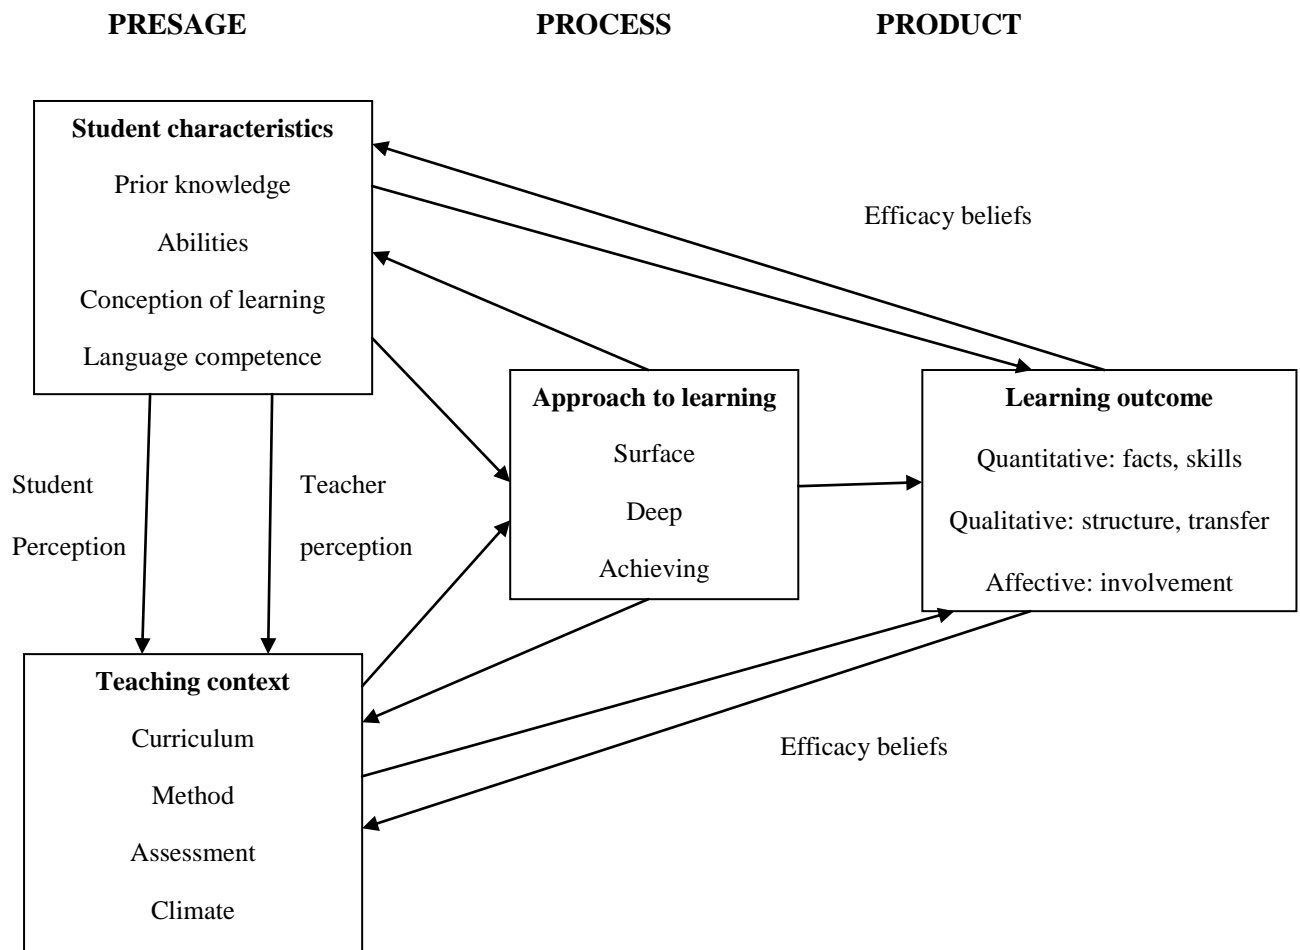 PRESAGE PROCESS PRODUCT
Student characteristics
Prior knowledge
Abilities
Conception of learning
Language competence
Efficacy beliefs
Student
Perception
Teacher
perception
Approach to learning
Surface
Deep
Achieving
Learning outcome
Quantitative: facts, skills
Qualitative: structure, transfer
Affective: involvement
Teaching context
Curriculum
Method
Assessment
Climate
Efficacy beliefs